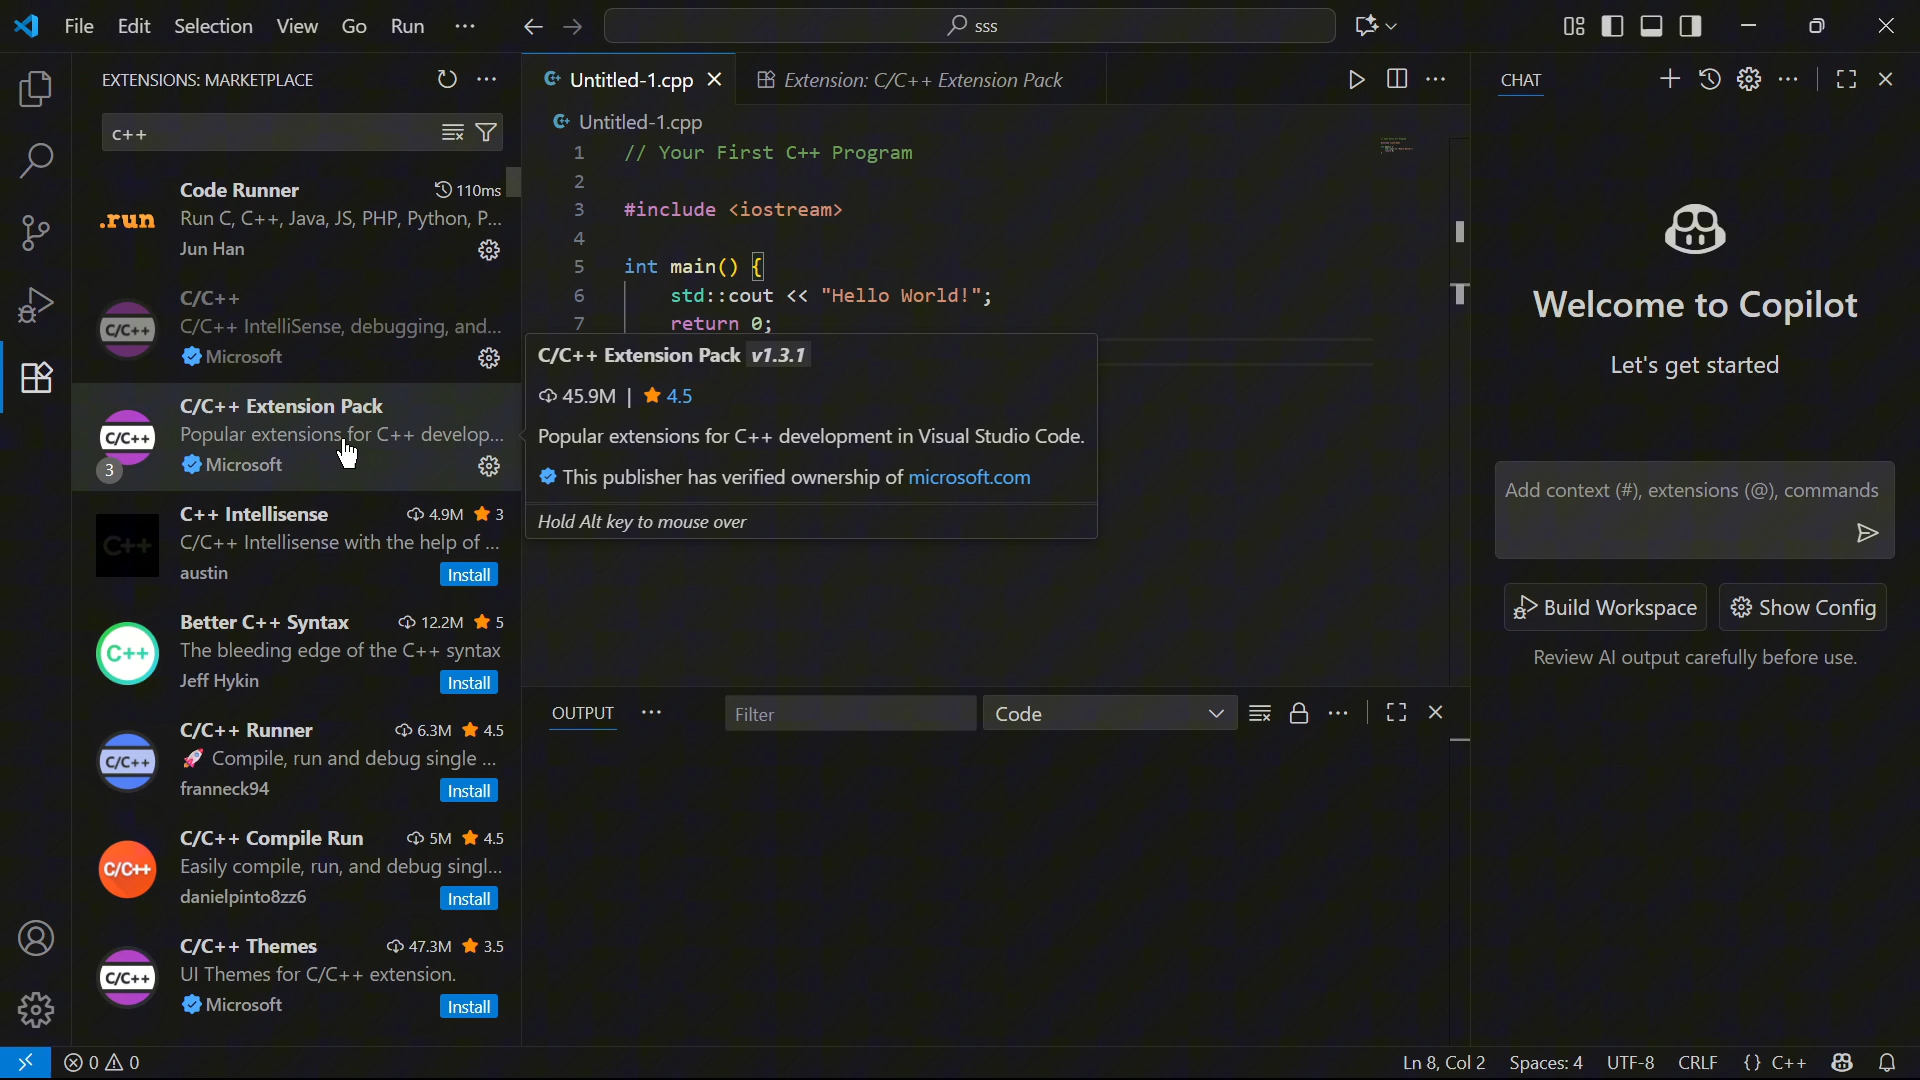 File Edit Selection View Go Run ...
sss
EXTENSIONS: MARKETPLACE
c++
Code Runner 110ms
Run C, C++, Java, JS, PHP, Python, P...
.run
Jun Han
C/C++
C/C++ IntelliSense, debugging, and...
C/C++
Microsoft
C/C++ Extension Pack
Popular extensions for C++ develop...
C/C++
3
Microsoft
C++ Intellisense 4.9M 3
C/C++ Intellisense with the help of ...
C++
austin
Install
Better C++ Syntax 12.2M 5
The bleeding edge of the C++ syntax
C++
Jeff Hykin
Install
C/C++ Runner 6.3M 4.5
🚀 Compile, run and debug single ...
C/C++
franneck94
Install
C/C++ Compile Run 5M 4.5
Easily compile, run, and debug singl...
C/C++
danielpinto8zz6
Install
C/C++ Themes 47.3M 3.5
UI Themes for C/C++ extension.
C/C++
Microsoft
Install
Untitled-1.cpp
Extension: C/C++ Extension Pack
Untitled-1.cpp
1 // Your First C++ Program
2
3 #include <iostream>
4
5 int main() {
6 std::cout << "Hello World!";
7 return 0;
C/C++ Extension Pack v1.3.1
45.9M | 4.5
Popular extensions for C++ development in Visual Studio Code.
This publisher has verified ownership of microsoft.com
Hold Alt key to mouse over
OUTPUT
Filter
Code
CHAT
Welcome to Copilot
Let's get started
Add context (#), extensions (@), commands
Build Workspace
Show Config
Review AI output carefully before use.
0 0
Ln 8, Col 2 Spaces: 4 UTF-8 CRLF {} C++